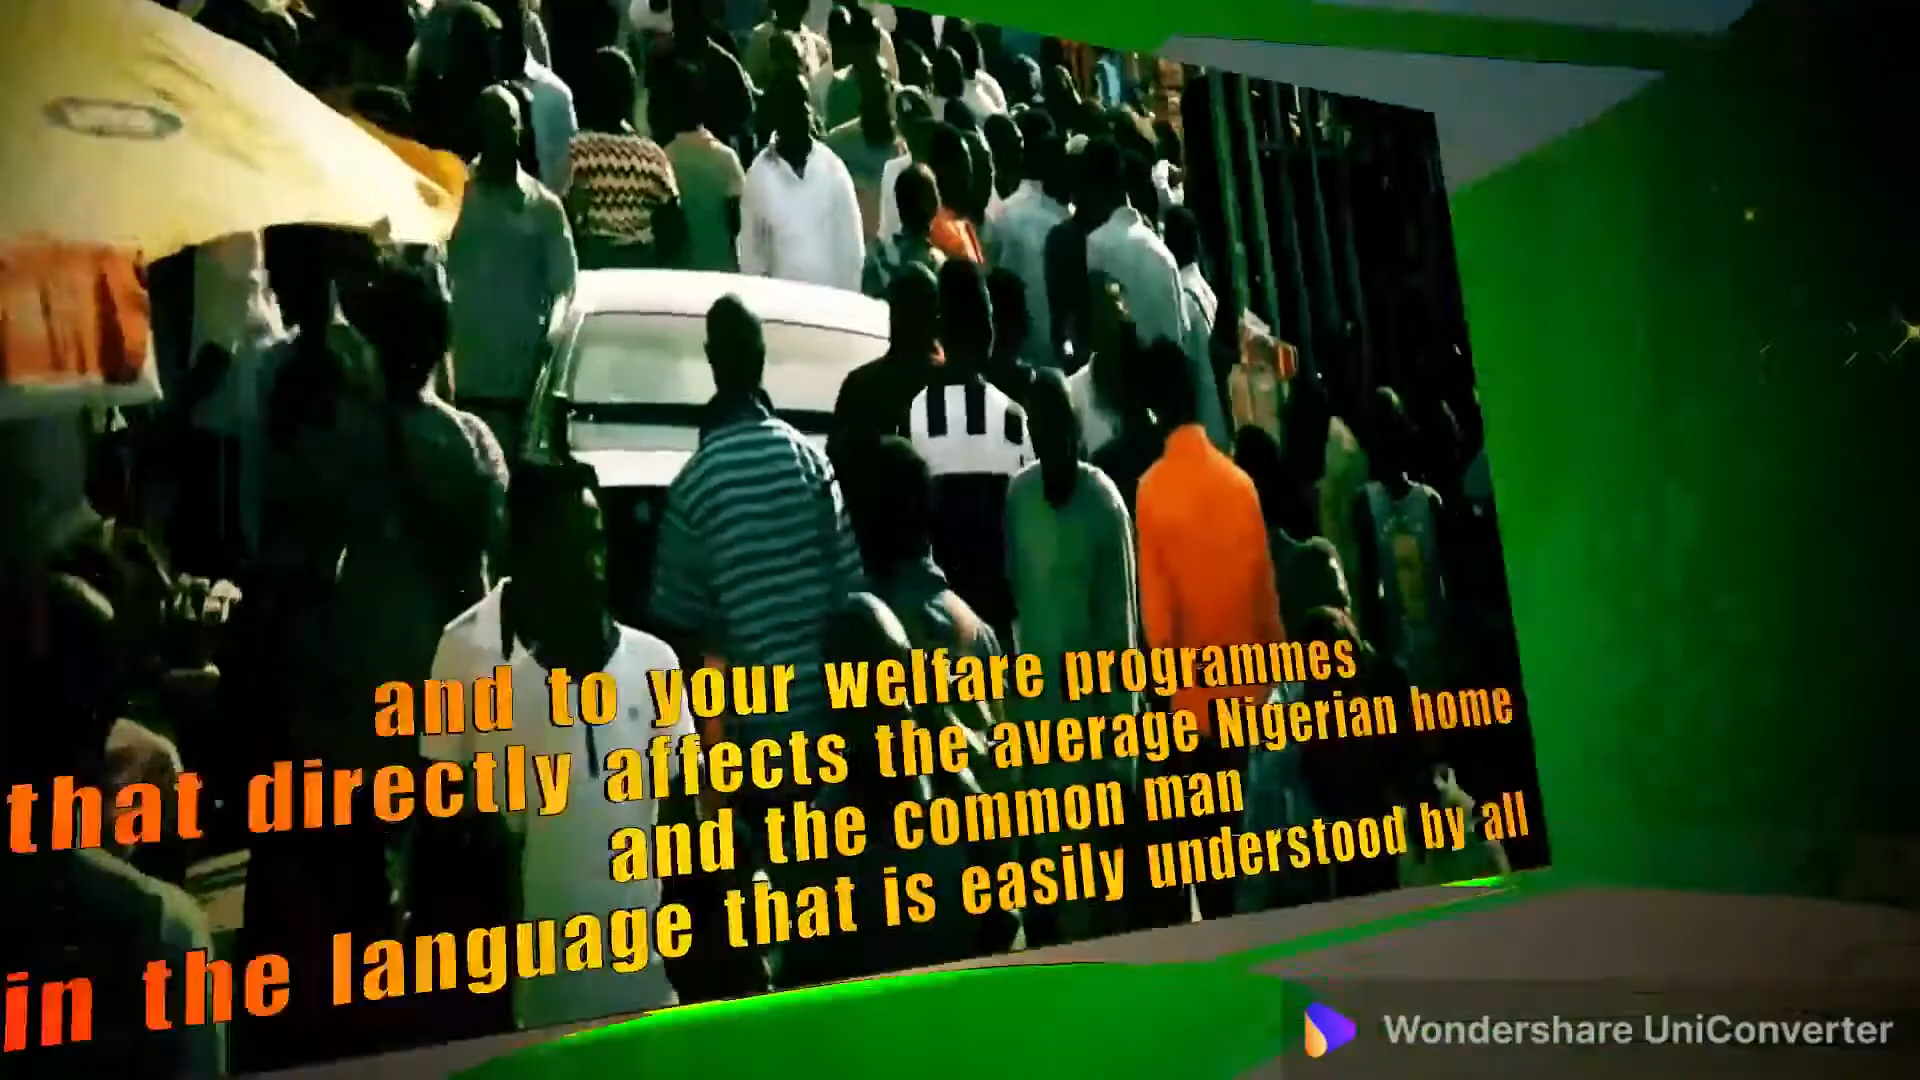 and to your welfare programmes
that directly affects the average Nigerian home
and the common man
in the language that is easily understood by all
Wondershare UniConverter